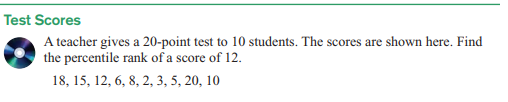 Test Scores
A teacher gives a 20-point test to 10 students. The scores are shown here. Find
the percentile rank of a score of 12.
18, 15, 12, 6, 8, 2, 3, 5, 20, 10